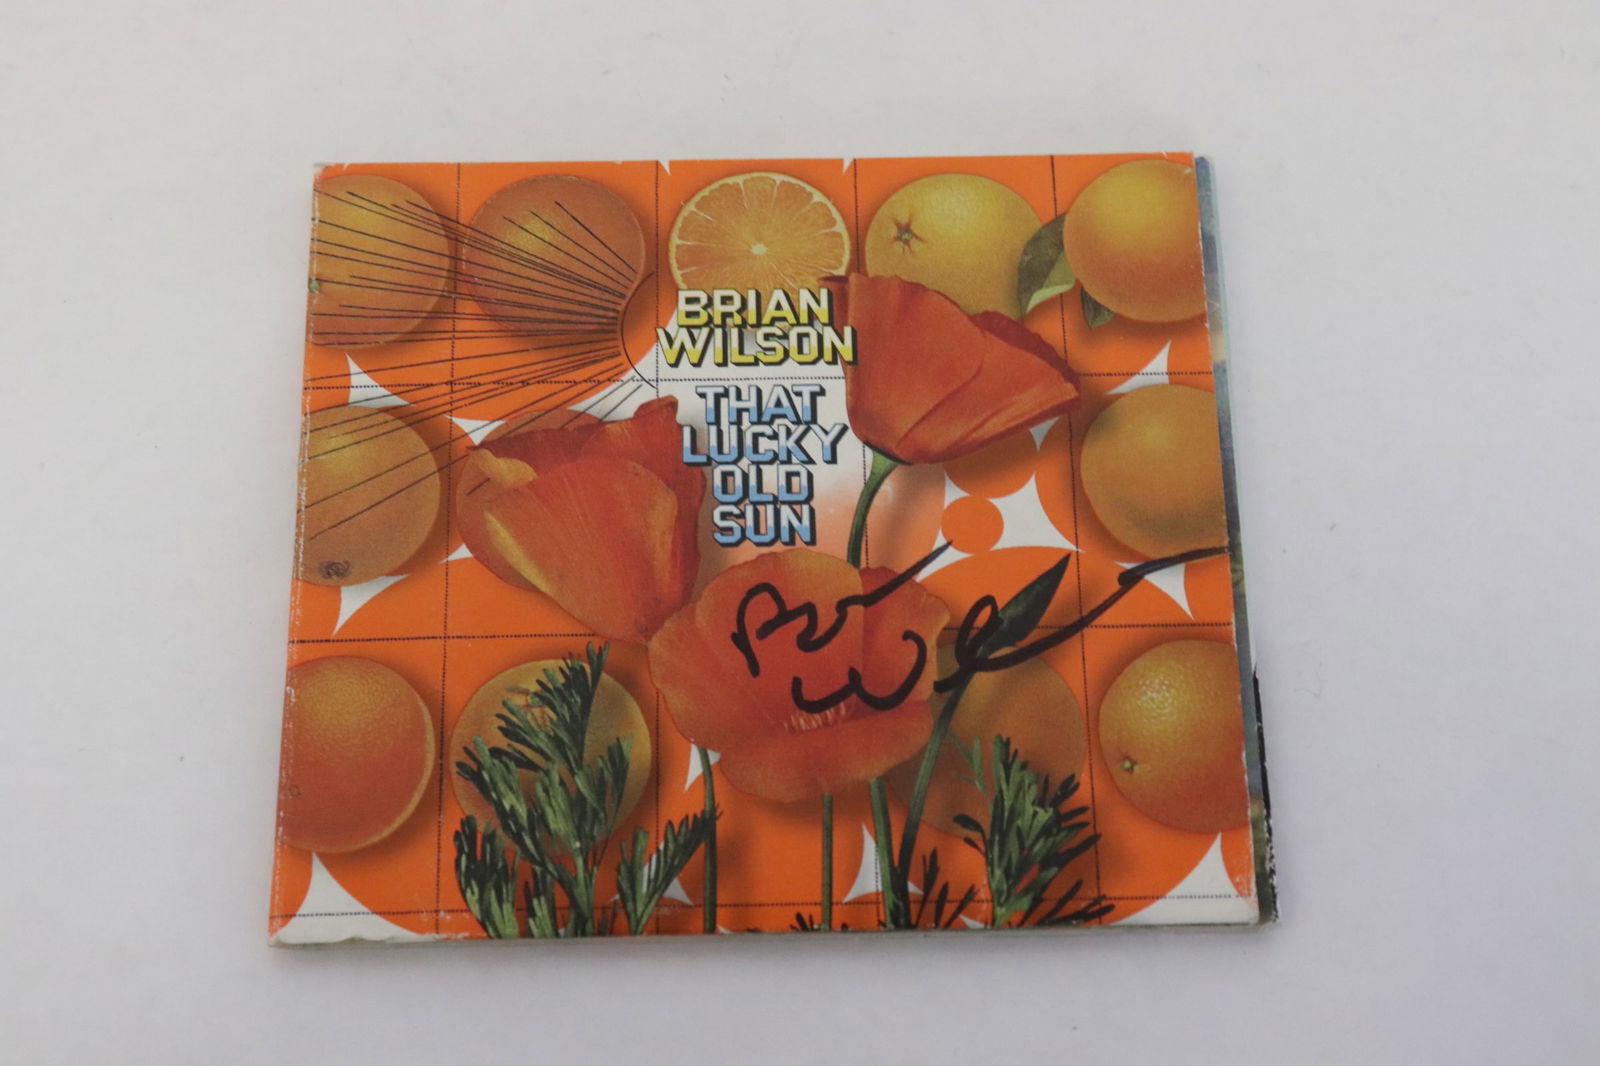 BRIAN
WILSON
THAT
LUCKY
OLD
SUN